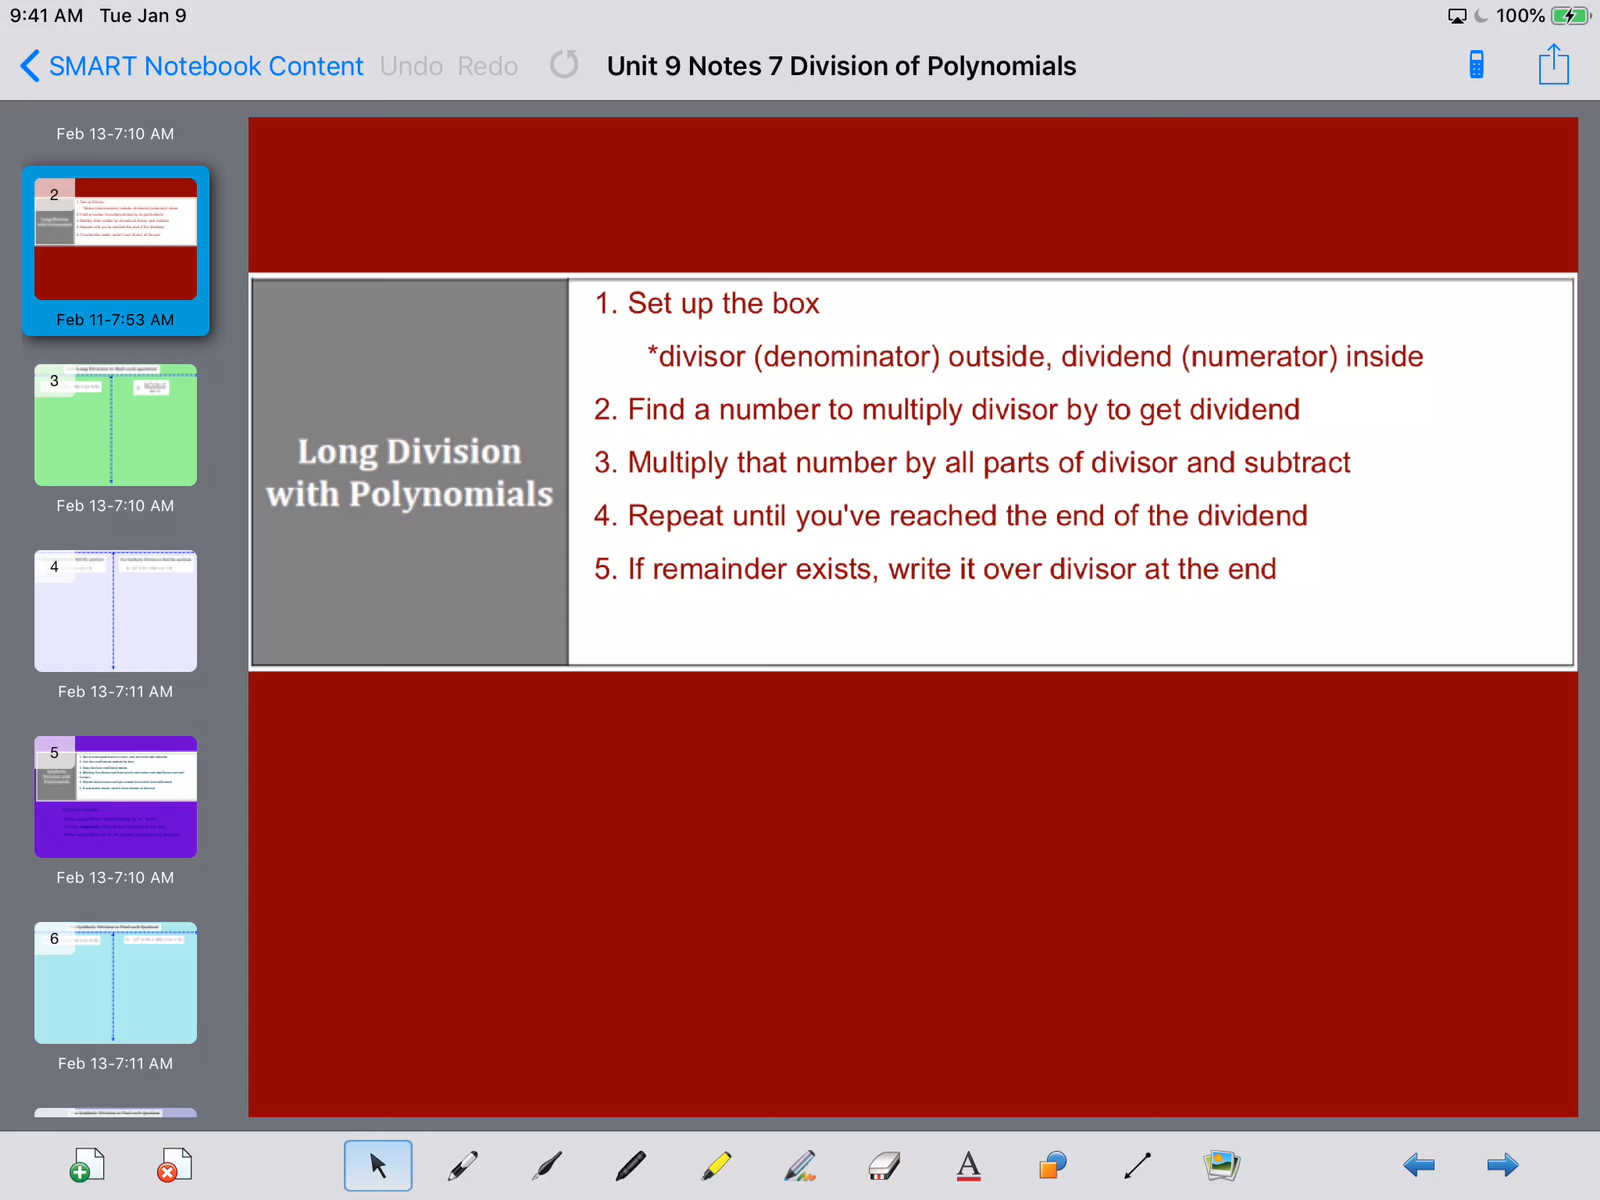 9:41 AM Tue Jan 9
100%
SMART Notebook Content Undo Redo Unit 9 Notes 7 Division of Polynomials
Feb 13-7:10 AM
2
Feb 11-7:53 AM
3
Feb 13-7:10 AM
4
Feb 13-7:11 AM
5
Feb 13-7:10 AM
6
Feb 13-7:11 AM
Long Division
with Polynomials
1. Set up the box
*divisor (denominator) outside, dividend (numerator) inside
2. Find a number to multiply divisor by to get dividend
3. Multiply that number by all parts of divisor and subtract
4. Repeat until you've reached the end of the dividend
5. If remainder exists, write it over divisor at the end
A